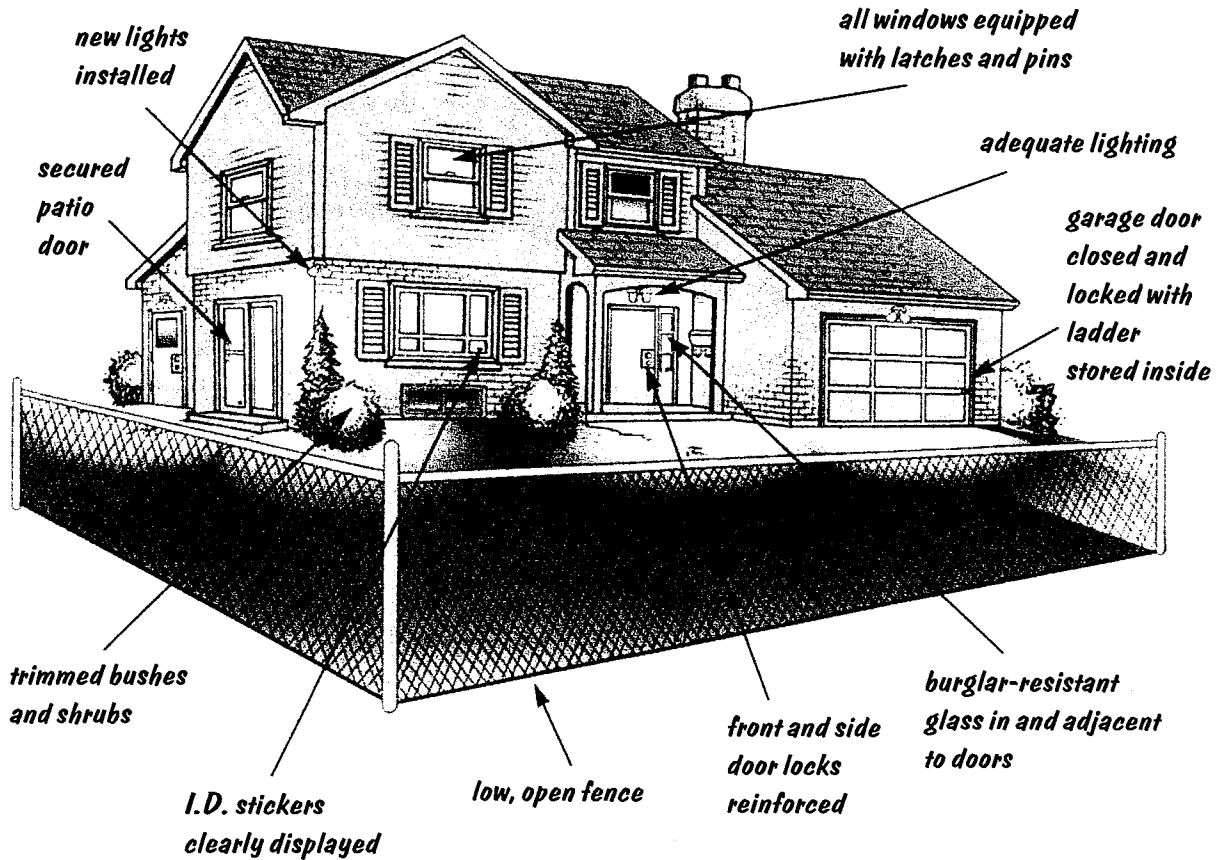 new lights
installed
all windows equipped
with latches and pins
adequate lighting
secured
patio
door
garage door
closed and
locked with
ladder
stored inside
trimmed bushes
and shrubs
I.D. stickers
clearly displayed
low, open fence
front and side
door locks
reinforced
burglar-resistant
glass in and adjacent
to doors